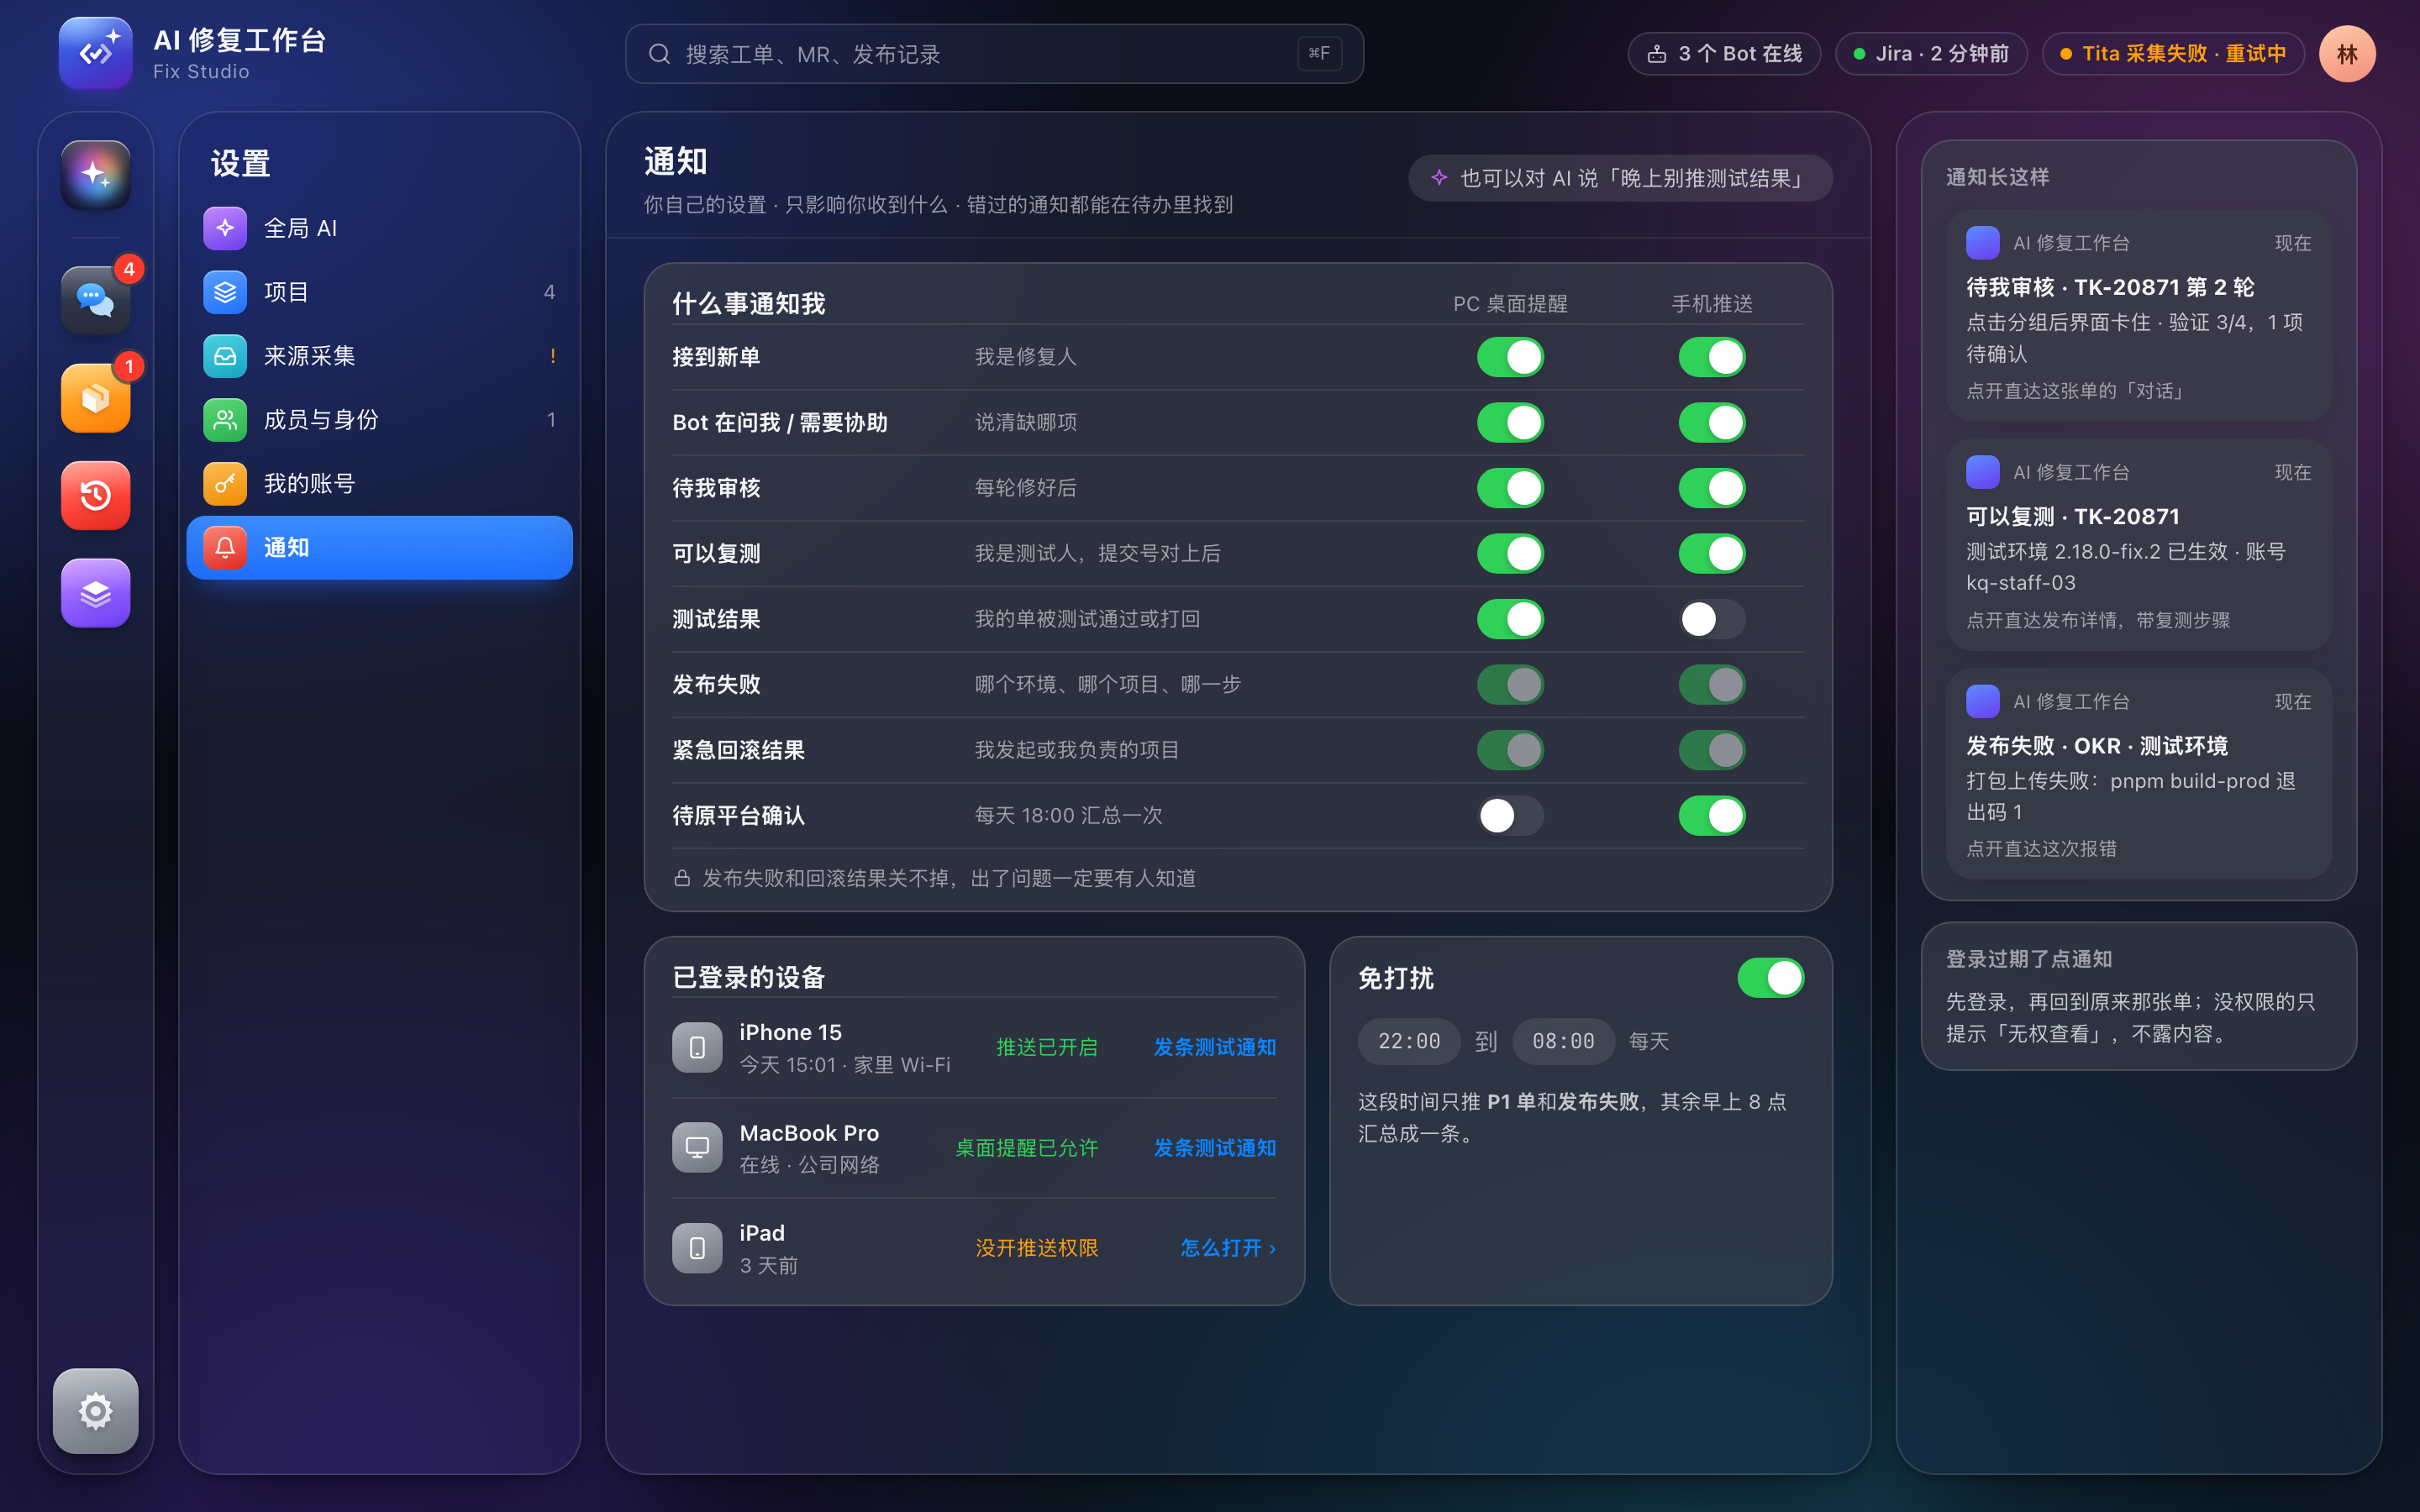 AI 修复工作台
Fix Studio
搜索工单、MR、发布记录
⌘F
3 个 Bot 在线
Jira · 2 分钟前
Tita 采集失败 · 重试中
林
4
1
设置
全局 AI
项目
4
来源采集
!
成员与身份
1
我的账号
通知
通知
你自己的设置 · 只影响你收到什么 · 错过的通知都能在待办里找到
也可以对 AI 说「晚上别推测试结果」
什么事通知我
PC 桌面提醒
手机推送
接到新单
我是修复人
Bot 在问我 / 需要协助
说清缺哪项
待我审核
每轮修好后
可以复测
我是测试人，提交号对上后
测试结果
我的单被测试通过或打回
发布失败
哪个环境、哪个项目、哪一步
紧急回滚结果
我发起或我负责的项目
待原平台确认
每天 18:00 汇总一次
发布失败和回滚结果关不掉，出了问题一定要有人知道
已登录的设备
iPhone 15
今天 15:01 · 家里 Wi-Fi
推送已开启
发条测试通知
MacBook Pro
在线 · 公司网络
桌面提醒已允许
发条测试通知
iPad
3 天前
没开推送权限
怎么打开 ›
免打扰
22:00 到 08:00 每天
这段时间只推 P1 单和发布失败，其余早上 8 点
汇总成一条。
通知长这样
AI 修复工作台
现在
待我审核 · TK-20871 第 2 轮
点击分组后界面卡住 · 验证 3/4，1 项
待确认
点开直达这张单的「对话」
AI 修复工作台
现在
可以复测 · TK-20871
测试环境 2.18.0-fix.2 已生效 · 账号
kq-staff-03
点开直达发布详情，带复测步骤
AI 修复工作台
现在
发布失败 · OKR · 测试环境
打包上传失败：pnpm build-prod 退
出码 1
点开直达这次报错
登录过期了点通知
先登录，再回到原来那张单；没权限的只
提示「无权查看」，不露内容。